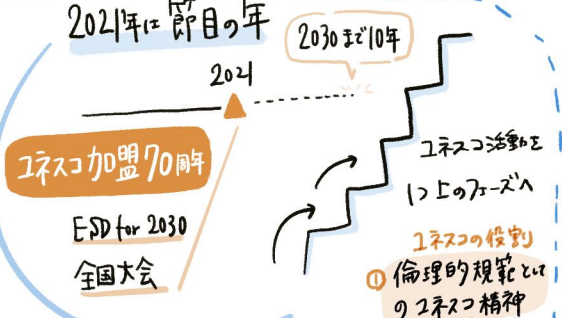 2021年は節目の年
2021
2030まで10年
ユネスコ加盟70周年
ESD for 2030
全国大会
ユネスコ活動を
1つ上のフェーズへ
ユネスコの役割
① 倫理的規範として
のユネスコ精神